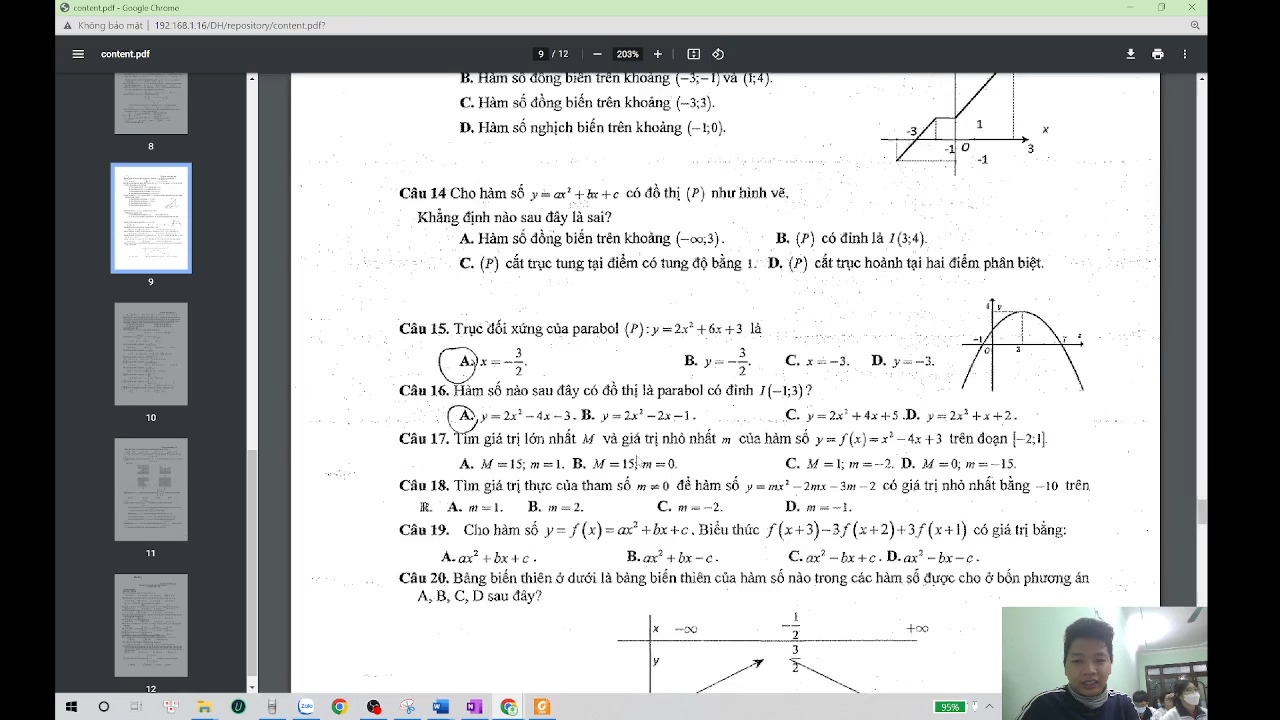 content.pdf - Google Chrome
Không bảo mật | 192.168.1.16/DH/repository/content.pdf?
content.pdf
9 / 12
203%
8
9
10
11
12
B. Hàm số đồng biến trên khoảng (−3;−1) và (1;4).
C. Hàm số đồng biến trên khoảng (−3;3).
D. Hàm số nghịch biến trên khoảng (−1;0).
-3
1
x
-1 O
3
-1
Câu 14 Cho hàm số có đồ thị (P) như hình vẽ.
Khẳng định nào sau đây là sai?
A. Hàm số đồng biến trên khoảng (−∞;3). B. (P) có đỉnh là I(3;4).
C. (P) cắt trục tung tại điểm có tung độ bằng 1. D. (P) cắt trục hoành tại hai điểm phân biệt.
Câu 15. Trục đối xứng của parabol (P): y = 2x² + 6x + 3 là
y
-1
O
3
7
A. x = −3/2. B. y = −3/2. C. x = −3. D. y = −3.
Câu 16. Hàm số nào sau đây có đồ thị là parabol có đỉnh I(−1;3)?
A. y = 2x² − 4x − 3. B. y = 2x² − 2x − 1. C. y = 2x² + 4x + 5. D. y = 2x² + x + 2.
Câu 17. Tìm giá trị lớn nhất M và giá trị nhỏ nhất m của hàm số y = f(x) = x² − 4x + 3 trên đoạn [−2;1].
A. M = 15; m = 1. B. M = 15; C. M = 1; m = −2. D. M = 0; m = −15.
Câu 18. Tìm giá trị thực của tham số m ≠ 0 để hàm số y = mx² − 2mx − 3m − 2 có giá trị nhỏ nhất bằng −10 trên
A. m = 1. B. m = C. m = −2. D. m = −1.
Câu 19. Cho hàm số y = f(x) = ax² + bx + c. Biểu thức f(x+3) − 3f(x+2) + 3f(x+1) có giá trị bằng:
A. ax² + bx + c. B. ax² + bx − c. C. ax² − bx + c. D. ax² − bx − c.
Câu 20. Bảng biến thiên ở dưới là bảng biến thiên của hàm số nào trong các hàm số được cho ở bốn phương án
A, B, C, D sau đây?
x −∞ −1/2 +∞
3/2
Zalo
95%